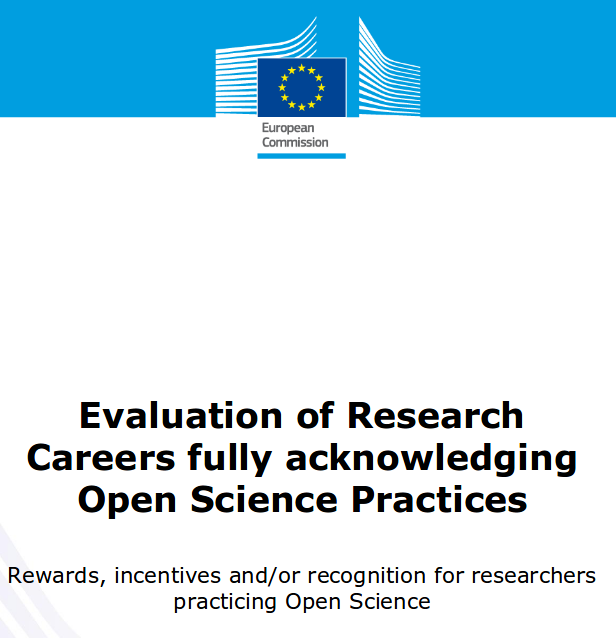 European
Commission
Evaluation of Research
Careers fully acknowledging
Open Science Practices
Rewards, incentives and/or recognition for researchers
practicing Open Science